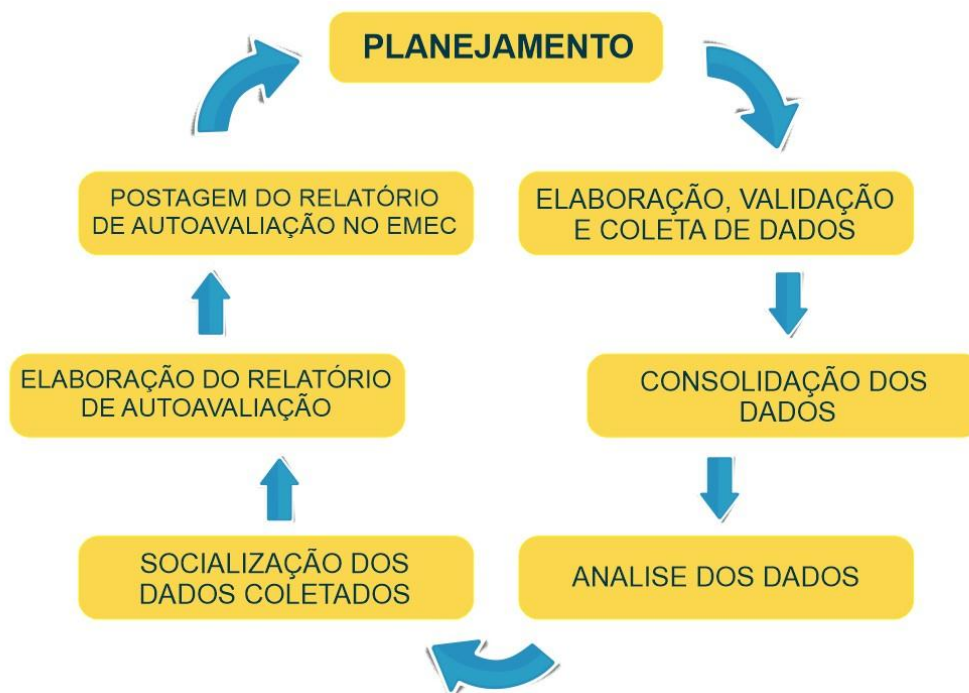 PLANEJAMENTO
ELABORAÇÃO, VALIDAÇÃO
E COLETA DE DADOS
CONSOLIDAÇÃO DOS
DADOS
ANALISE DOS DADOS
SOCIALIZAÇÃO DOS
DADOS COLETADOS
ELABORAÇÃO DO RELATÓRIO
DE AUTOAVALIAÇÃO
POSTAGEM DO RELATÓRIO
DE AUTOAVALIAÇÃO NO EMEC